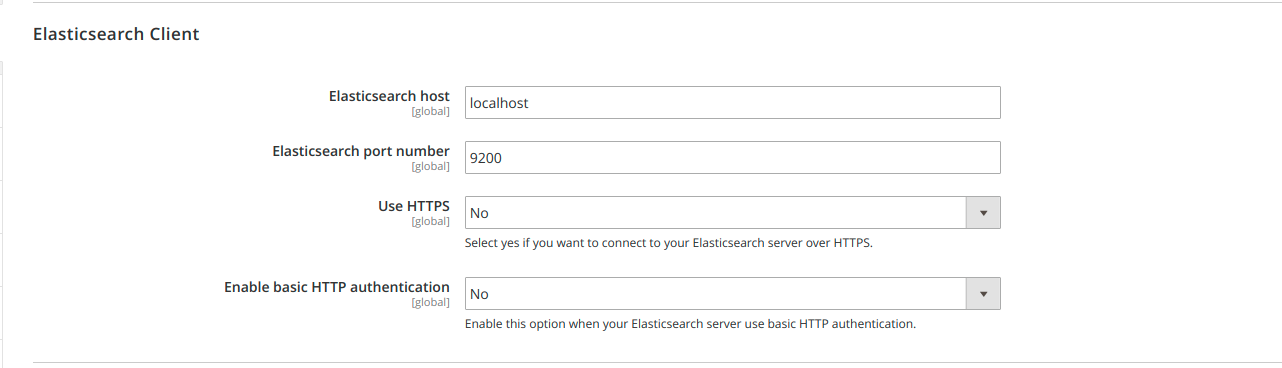 Elasticsearch Client
Elasticsearch host
[global]
localhost
Elasticsearch port number
[global]
9200
Use HTTPS
[global]
No
Select yes if you want to connect to your Elasticsearch server over HTTPS.
Enable basic HTTP authentication
[global]
No
Enable this option when your Elasticsearch server use basic HTTP authentication.